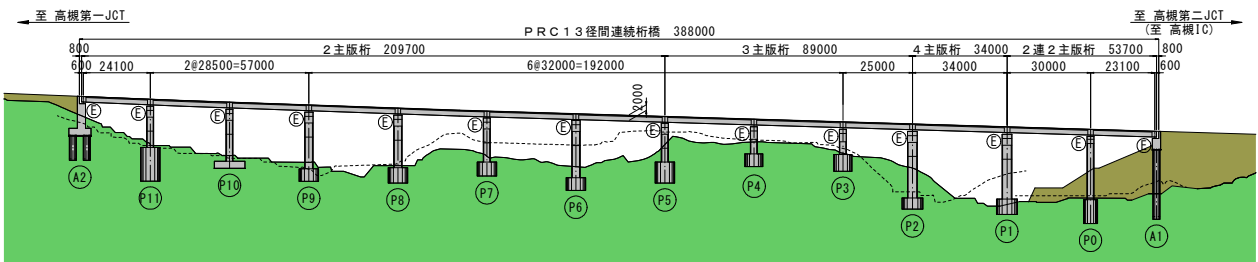 至 高槻第一JCT
至 高槻第二JCT
(至 高槻IC)
PRC13径間連続桁橋 388000
800 2主版桁 209700 3主版桁 89000 4主版桁 34000 2連2主版桁 53700 800
600 24100 2@28500=57000 6@32000=192000 25000 34000 30000 23100 600
2000
E E E E E E E E E E E E E E
A2 P11 P10 P9 P8 P7 P6 P5 P4 P3 P2 P1 P0 A1